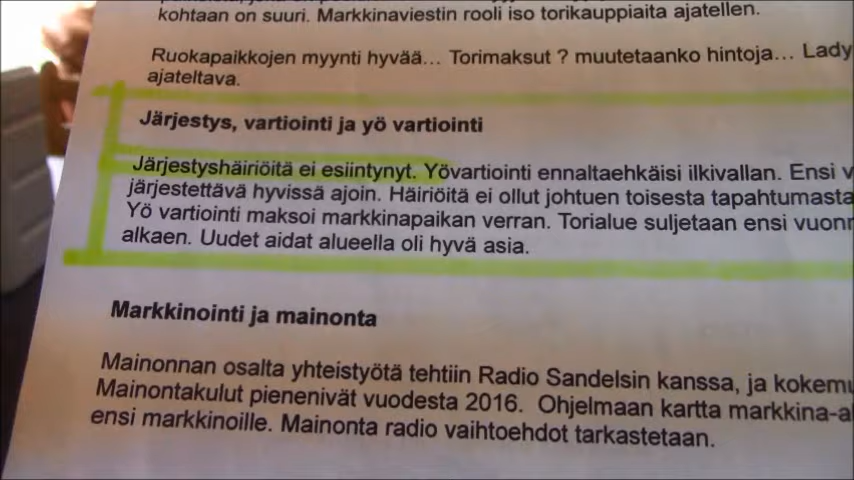 kohtaan on suuri. Markkinaviestin rooli iso torikauppiaita ajatellen.
Ruokapaikkojen myynti hyvää... Torimaksut ? muutetaanko hintoja... Lady
ajateltava.
Järjestys, vartiointi ja yö vartiointi
Järjestyshäiriöitä ei esiintynyt. Yövartiointi ennaltaehkäisi ilkivallan. Ensi v
järjestettävä hyvissä ajoin. Häiriöitä ei ollut johtuen toisesta tapahtumasta
Yö vartiointi maksoi markkinapaikan verran. Torialue suljetaan ensi vuonn
alkaen. Uudet aidat alueella oli hyvä asia.
Markkinointi ja mainonta
Mainonnan osalta yhteistyötä tehtiin Radio Sandelsin kanssa, ja kokemu
Mainontakulut pienenivät vuodesta 2016. Ohjelmaan kartta markkina-a
ensi markkinoille. Mainonta radio vaihtoehdot tarkastetaan.